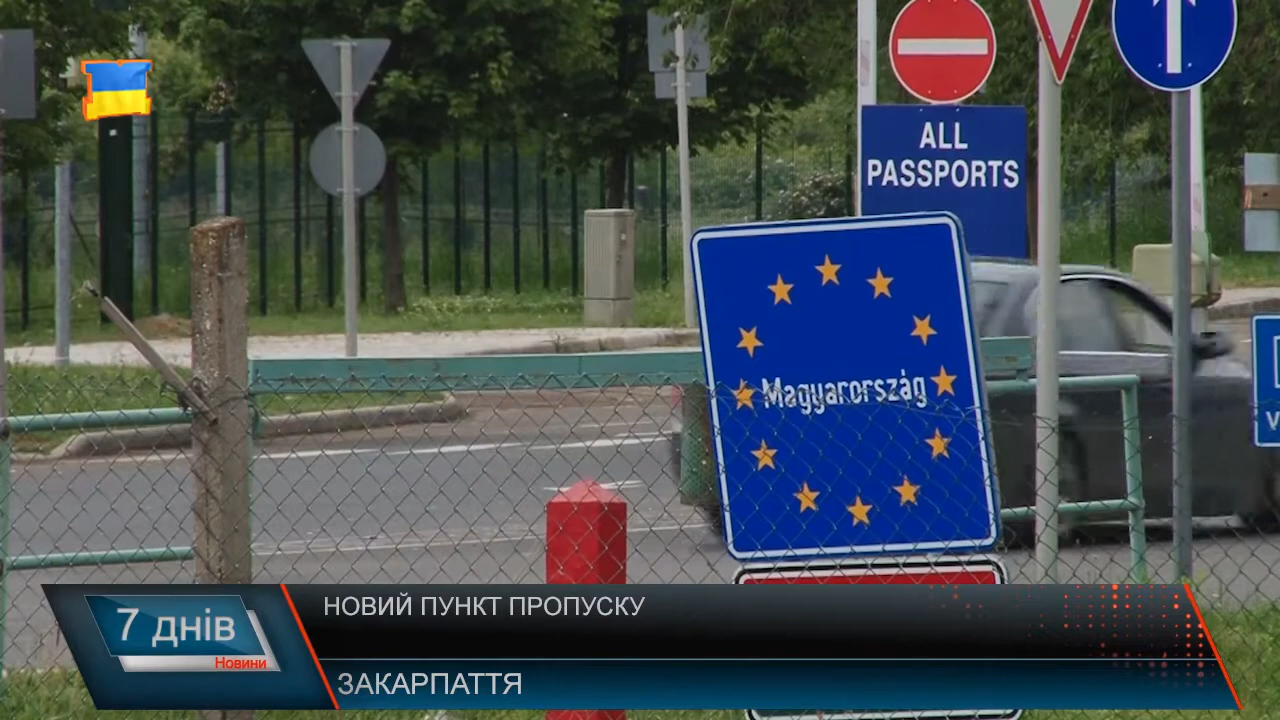 ALL
PASSPORTS
Magyarország
V
7 днів
Новини
НОВИЙ ПУНКТ ПРОПУСКУ
ЗАКАРПАТТЯ